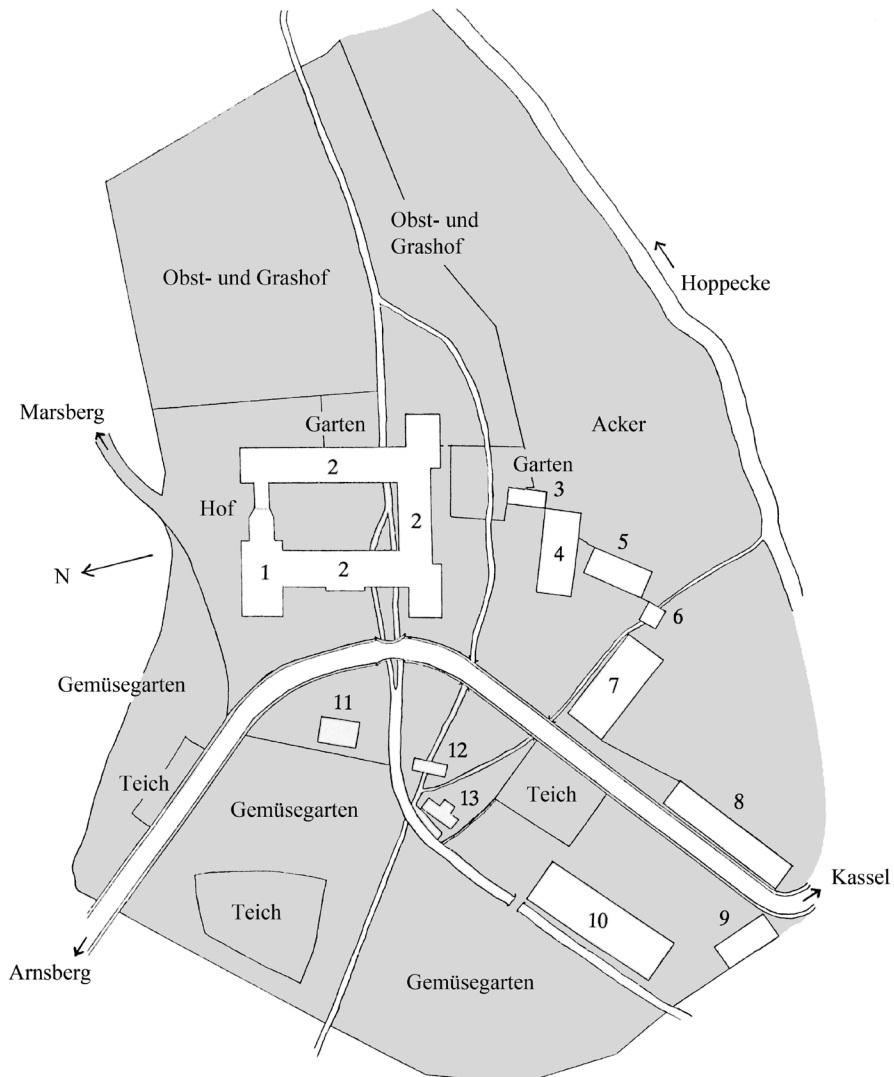 Obst- und
Grashof
Obst- und Grashof
Hoppecke
Marsberg
Garten
Acker
2
Garten
3
Hof
2
4
5
N
1
2
6
Gemüsegarten
7
11
12
Teich
Gemüsegarten
13
Teich
8
Kassel
Teich
10
9
Arnsberg
Gemüsegarten